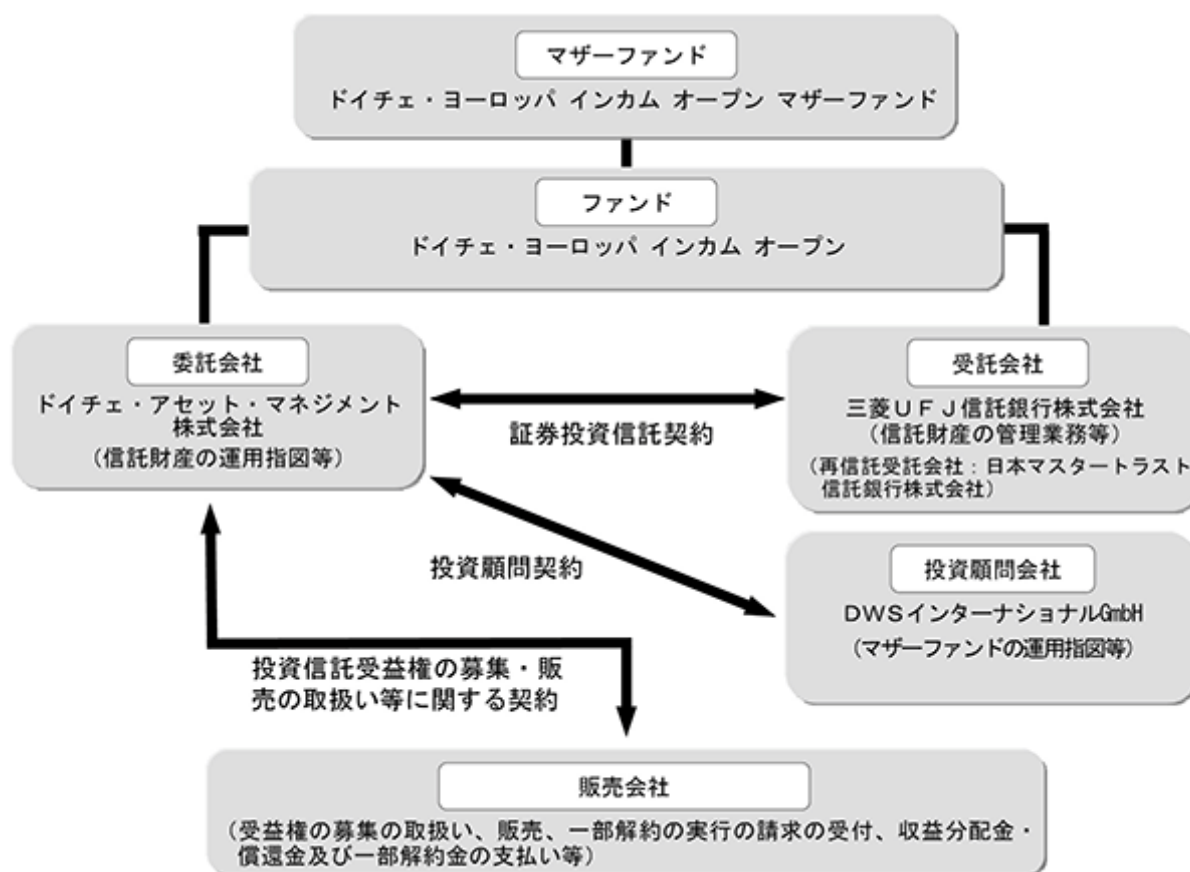 マザーファンド
ドイチェ・ヨーロッパ インカム オープン マザーファンド
ファンド
ドイチェ・ヨーロッパ インカム オープン
委託会社
ドイチェ・アセット・マネジメント
株式会社
(信託財産の運用指図等)
証券投資信託契約
受託会社
三菱UFJ信託銀行株式会社
(信託財産の管理業務等)
(再信託受託会社:日本マスタートラスト
信託銀行株式会社)
投資顧問契約
投資顧問会社
DWSインターナショナルGmbH
(マザーファンドの運用指図等)
投資信託受益権の募集・販
売の取扱い等に関する契約
販売会社
(受益権の募集の取扱い、販売、一部解約の実行の請求の受付、収益分配金・
償還金及び一部解約金の支払い等)